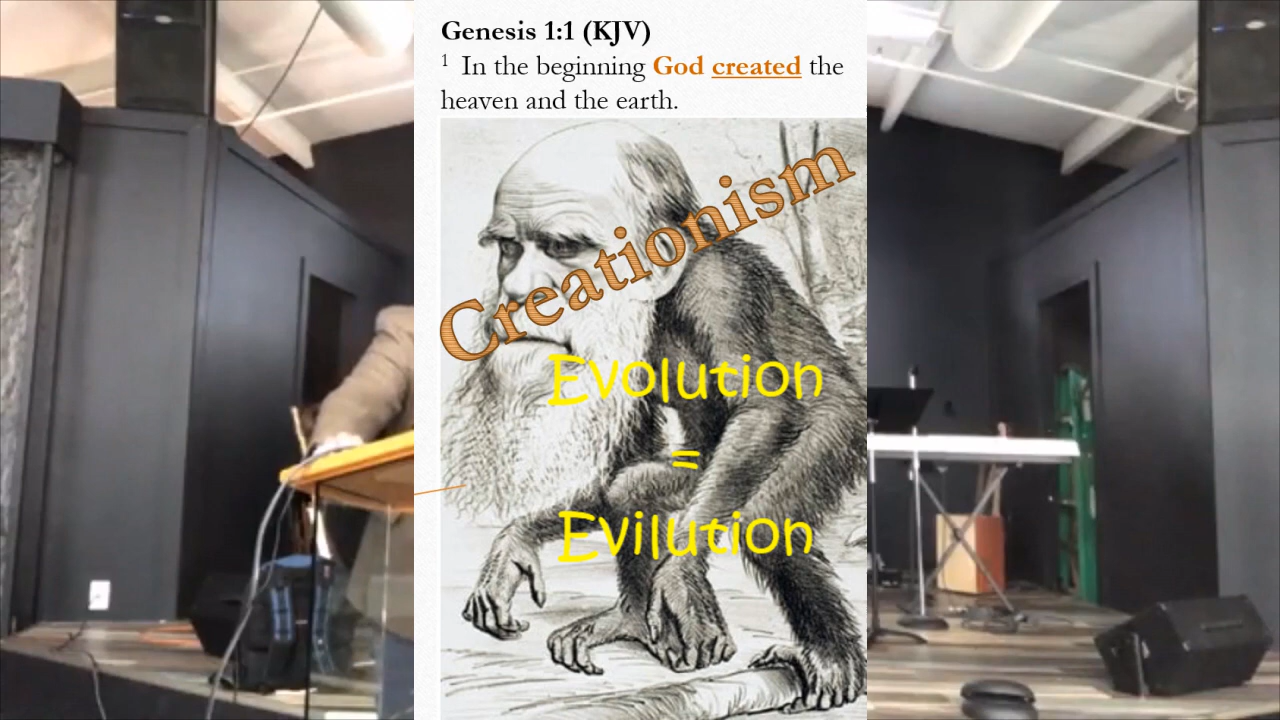 Genesis 1:1 (KJV)
1 In the beginning God created the
heaven and the earth.
Creationism
Evolution
=
Evilution